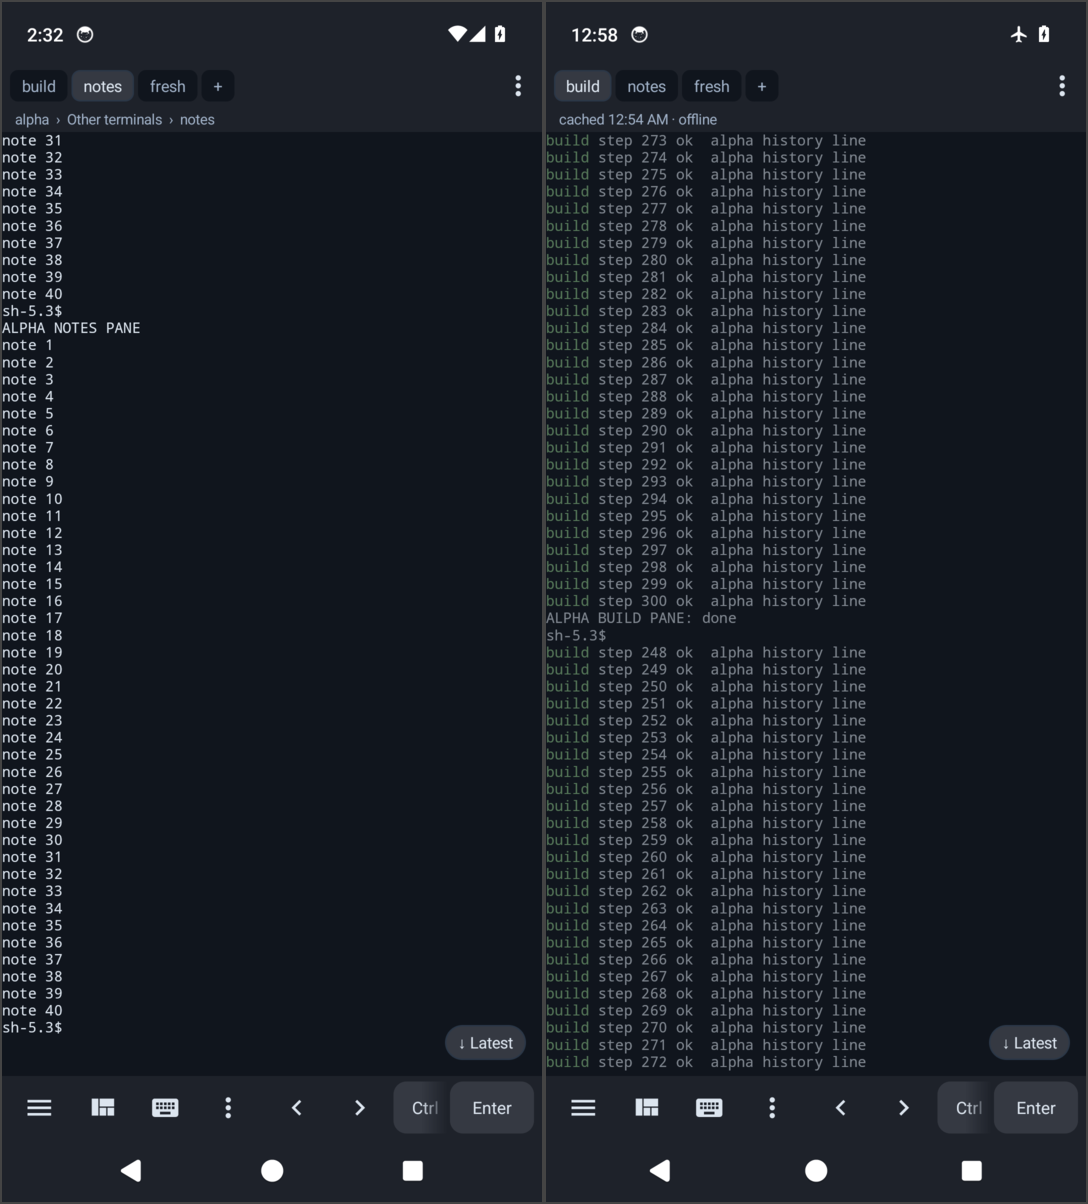 2:32
build notes fresh +
alpha › Other terminals › notes
note 31
note 32
note 33
note 34
note 35
note 36
note 37
note 38
note 39
note 40
sh-5.3$
ALPHA NOTES PANE
note 1
note 2
note 3
note 4
note 5
note 6
note 7
note 8
note 9
note 10
note 11
note 12
note 13
note 14
note 15
note 16
note 17
note 18
note 19
note 20
note 21
note 22
note 23
note 24
note 25
note 26
note 27
note 28
note 29
note 30
note 31
note 32
note 33
note 34
note 35
note 36
note 37
note 38
note 39
note 40
sh-5.3$
↓ Latest
Ctrl Enter
12:58
build notes fresh +
cached 12:54 AM · offline
build step 273 ok alpha history line
build step 274 ok alpha history line
build step 275 ok alpha history line
build step 276 ok alpha history line
build step 277 ok alpha history line
build step 278 ok alpha history line
build step 279 ok alpha history line
build step 280 ok alpha history line
build step 281 ok alpha history line
build step 282 ok alpha history line
build step 283 ok alpha history line
build step 284 ok alpha history line
build step 285 ok alpha history line
build step 286 ok alpha history line
build step 287 ok alpha history line
build step 288 ok alpha history line
build step 289 ok alpha history line
build step 290 ok alpha history line
build step 291 ok alpha history line
build step 292 ok alpha history line
build step 293 ok alpha history line
build step 294 ok alpha history line
build step 295 ok alpha history line
build step 296 ok alpha history line
build step 297 ok alpha history line
build step 298 ok alpha history line
build step 299 ok alpha history line
build step 300 ok alpha history line
ALPHA BUILD PANE: done
sh-5.3$
build step 248 ok alpha history line
build step 249 ok alpha history line
build step 250 ok alpha history line
build step 251 ok alpha history line
build step 252 ok alpha history line
build step 253 ok alpha history line
build step 254 ok alpha history line
build step 255 ok alpha history line
build step 256 ok alpha history line
build step 257 ok alpha history line
build step 258 ok alpha history line
build step 259 ok alpha history line
build step 260 ok alpha history line
build step 261 ok alpha history line
build step 262 ok alpha history line
build step 263 ok alpha history line
build step 264 ok alpha history line
build step 265 ok alpha history line
build step 266 ok alpha history line
build step 267 ok alpha history line
build step 268 ok alpha history line
build step 269 ok alpha history line
build step 270 ok alpha history line
build step 271 ok alpha history line
build step 272 ok alpha history line
↓ Latest
Ctrl Enter